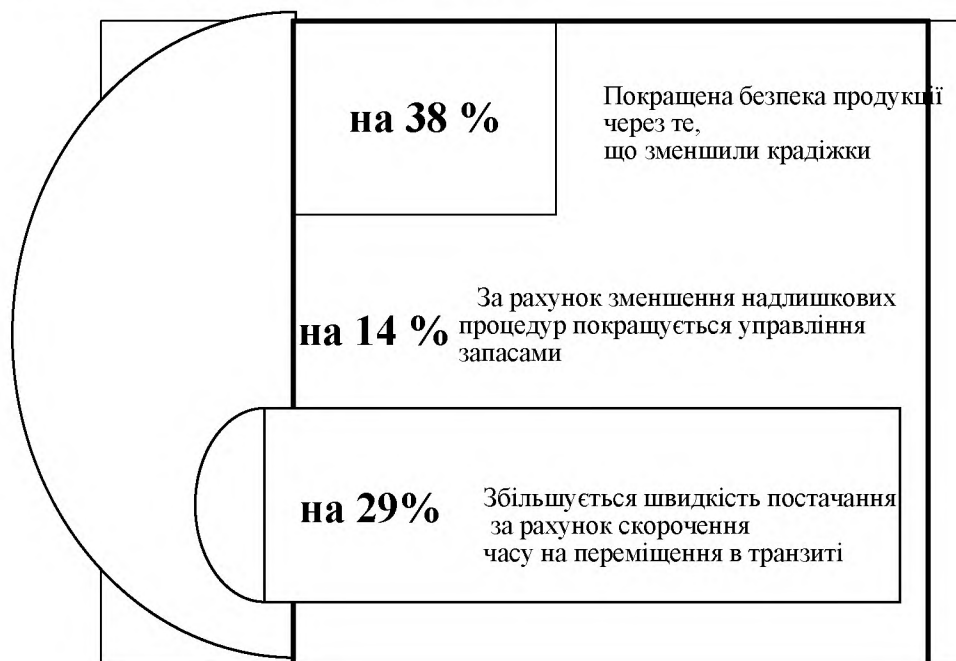 на 38 %
Покращена безпека продукції
через те,
що зменшили крадіжки
на 14 %
За рахунок зменшення надлишкових
процедур покращується управління
запасами
на 29%
Збільшується швидкість постачання
за рахунок скорочення
часу на переміщення в транзиті